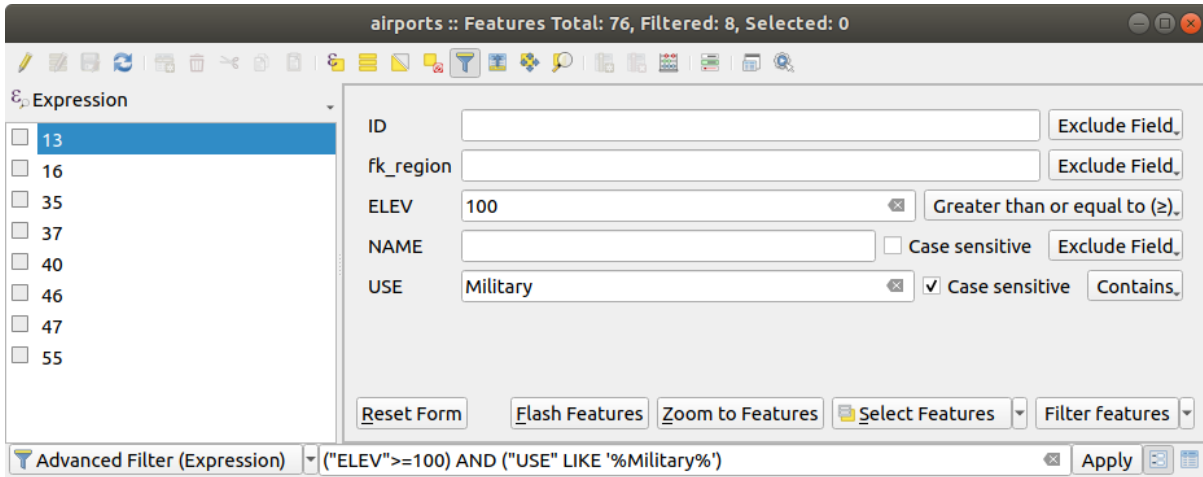 airports :: Features Total: 76, Filtered: 8, Selected: 0
Expression
13
16
35
37
40
46
47
55
ID Exclude Field
fk_region Exclude Field
ELEV 100 Greater than or equal to (≥)
NAME Case sensitive Exclude Field
USE Military Case sensitive Contains
Reset Form Flash Features Zoom to Features Select Features Filter features
Advanced Filter (Expression) ("ELEV">=100) AND ("USE" LIKE '%Military%') Apply